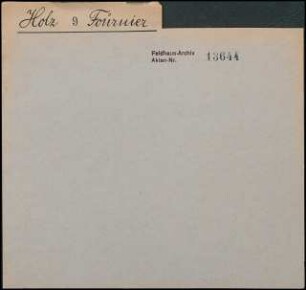 Holz 9 Fournier
Feldhaus-Archiv
Akten-Nr. 13644